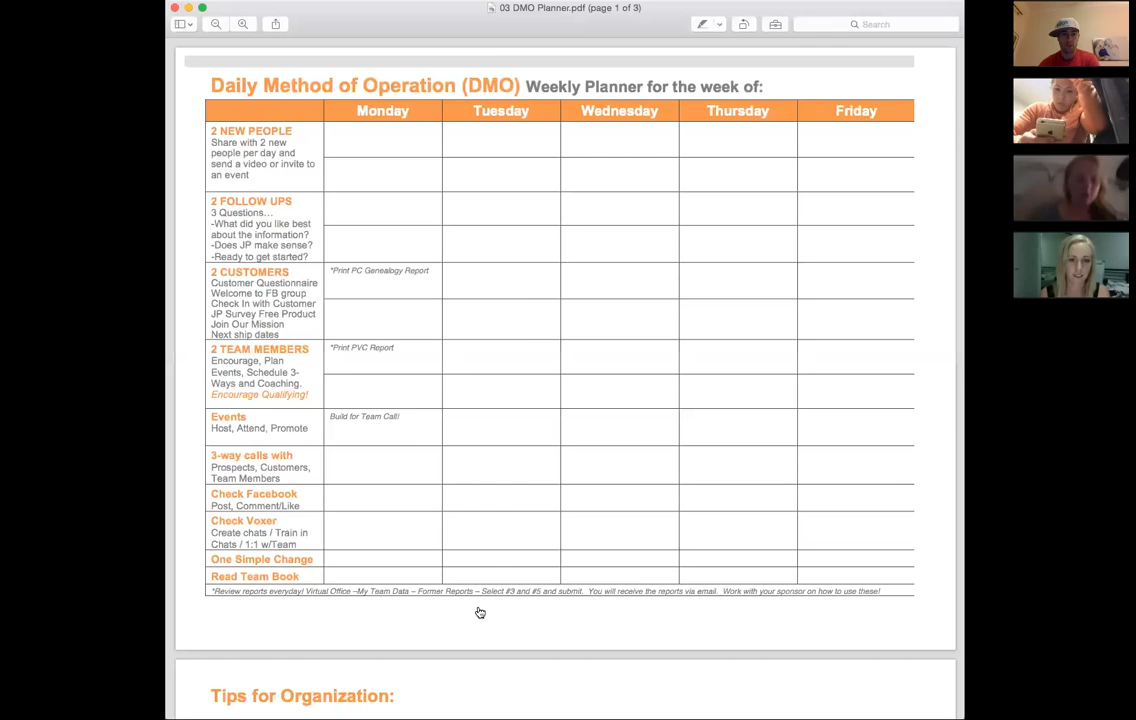 03 DMO Planner.pdf (page 1 of 3)
Search
Daily Method of Operation (DMO) Weekly Planner for the week of:
Monday Tuesday Wednesday Thursday Friday
2 NEW PEOPLE
Share with 2 new
people per day and
send a video or invite to
an event
2 FOLLOW UPS
3 Questions…
-What did you like best
about the information?
-Does JP make sense?
-Ready to get started?
2 CUSTOMERS
*Print PC Genealogy Report
Customer Questionnaire
Welcome to FB group
Check In with Customer
JP Survey Free Product
Join Our Mission
Next ship dates
2 TEAM MEMBERS
*Print PVC Report
Encourage, Plan
Events, Schedule 3-
Ways and Coaching.
Encourage Qualifying!
Events
Build for Team Call!
Host, Attend, Promote
3-way calls with
Prospects, Customers,
Team Members
Check Facebook
Post, Comment/Like
Check Voxer
Create chats / Train in
Chats / 1:1 w/Team
One Simple Change
Read Team Book
*Review reports everyday! Virtual Office –My Team Data – Former Reports – Select #3 and #5 and submit. You will receive the reports via email. Work with your sponsor on how to use these!
Tips for Organization: